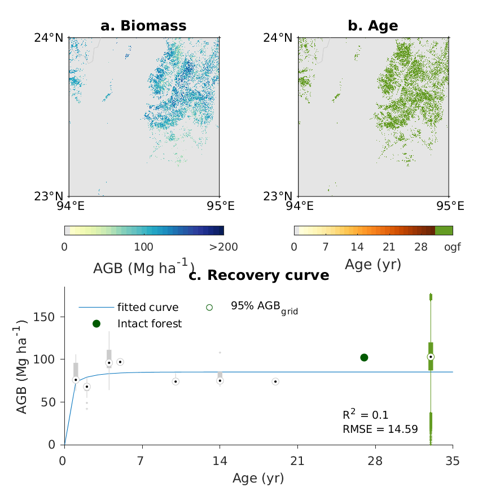 a. Biomass
b. Age
24°N
23°N
94°E
95°E
24°N
23°N
94°E
95°E
0
100
>200
AGB (Mg ha⁻¹)
0
7
14
21
28
ogf
Age (yr)
c. Recovery curve
fitted curve
95% AGB_grid
Intact forest
AGB (Mg ha⁻¹)
150
100
50
0
R² = 0.1
RMSE = 14.59
0
7
14
21
28
35
Age (yr)